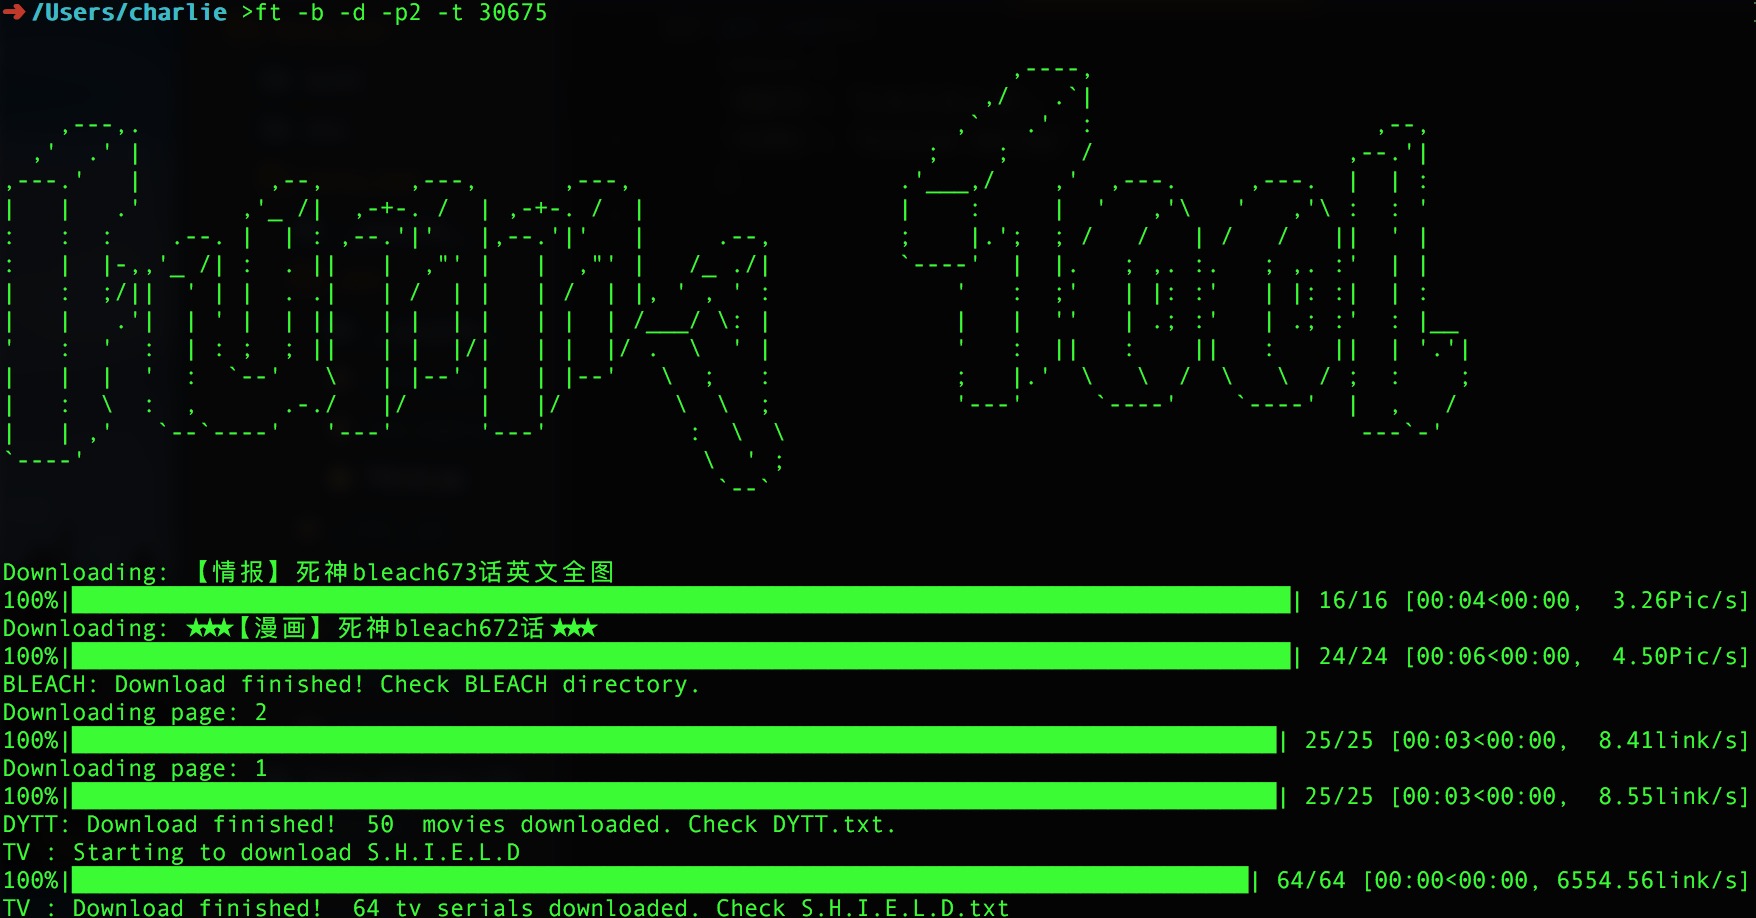 ➜ /Users/charlie >ft -b -d -p2 -t 30675
Funny Tool
Downloading: 【情报】死神bleach673话英文全图
100%| | 16/16 [00:04<00:00, 3.26Pic/s]
Downloading: ★★★【漫画】死神bleach672话★★★
100%| | 24/24 [00:06<00:00, 4.50Pic/s]
BLEACH: Download finished! Check BLEACH directory.
Downloading page: 2
100%| | 25/25 [00:03<00:00, 8.41link/s]
Downloading page: 1
100%| | 25/25 [00:03<00:00, 8.55link/s]
DYTT: Download finished! 50 movies downloaded. Check DYTT.txt.
TV : Starting to download S.H.I.E.L.D
100%| | 64/64 [00:00<00:00, 6554.56link/s]
TV : Download finished! 64 tv serials downloaded. Check S.H.I.E.L.D.txt